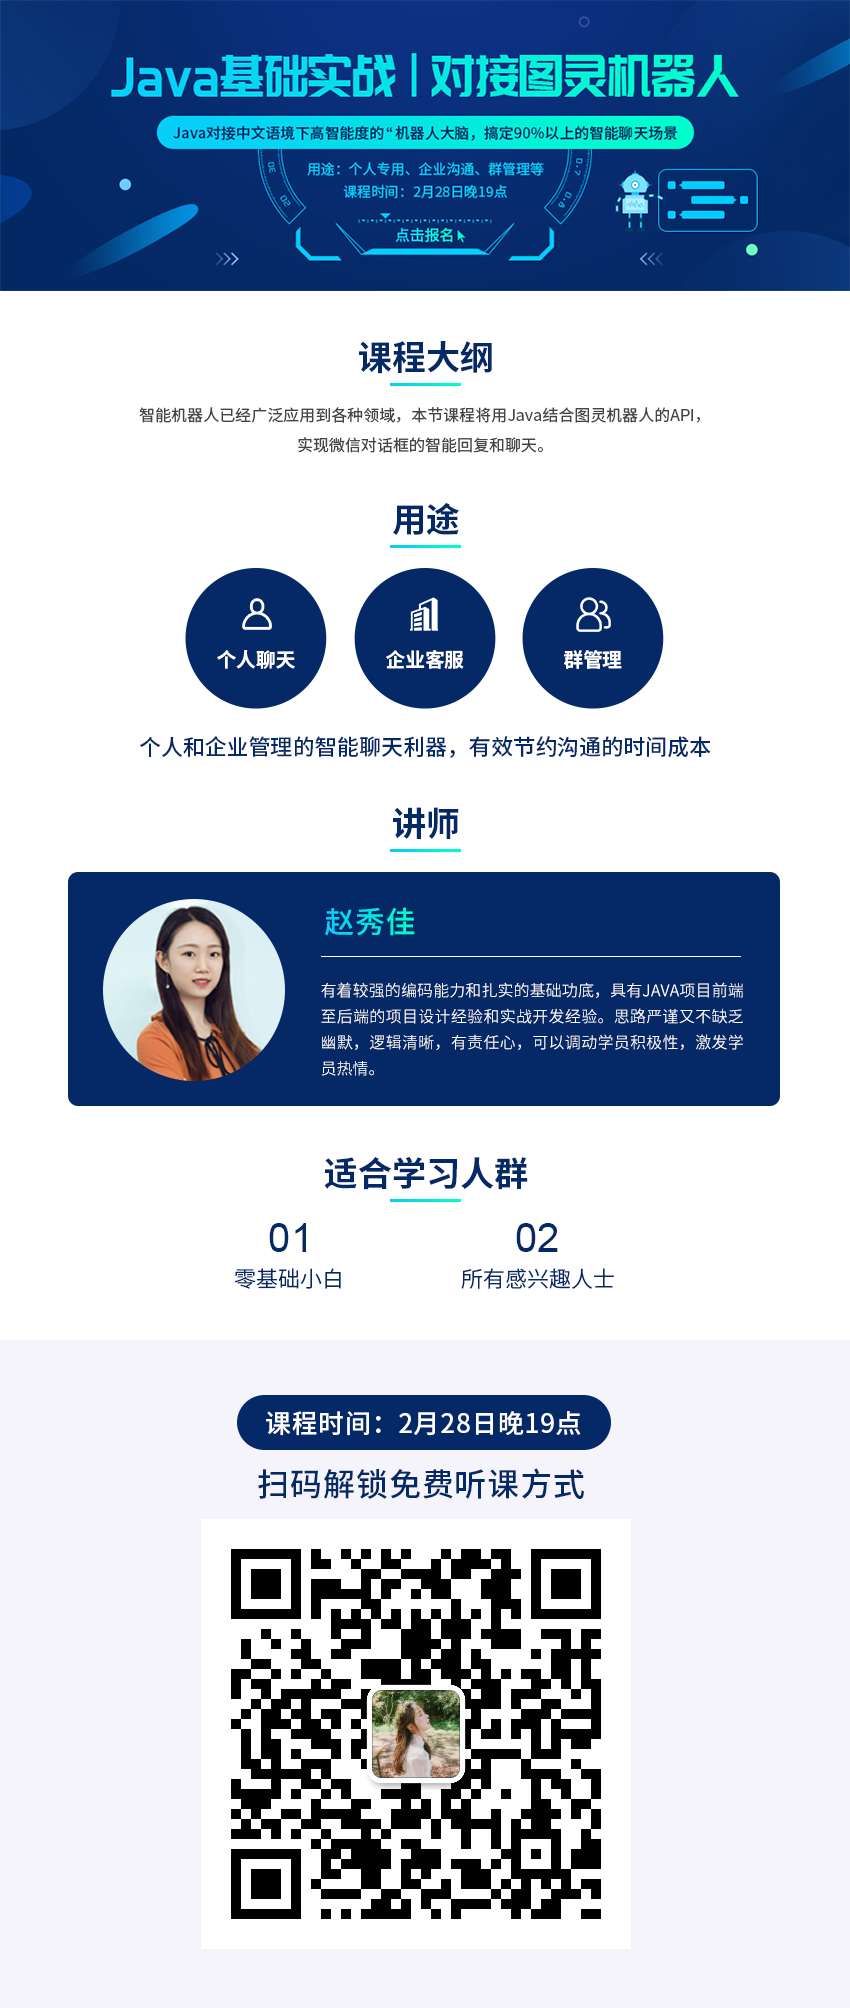 Java基础实战|对接图灵机器人
Java对接中文语境下高智能度的“机器人大脑，搞定90%以上的智能聊天场景
用途：个人专用、企业沟通、群管理等
课程时间：2月28日晚19点
点击报名
课程大纲
智能机器人已经广泛应用到各种领域，本节课程将用Java结合图灵机器人的API，
实现微信对话框的智能回复和聊天。
用途
个人聊天
企业客服
群管理
个人和企业管理的智能聊天利器，有效节约沟通的时间成本
讲师
赵秀佳
有着较强的编码能力和扎实的基础功底，具有JAVA项目前端
至后端的项目设计经验和实战开发经验。思路严谨又不缺乏
幽默，逻辑清晰，有责任心，可以调动学员积极性，激发学
员热情。
适合学习人群
01
零基础小白
02
所有感兴趣人士
课程时间：2月28日晚19点
扫码解锁免费听课方式